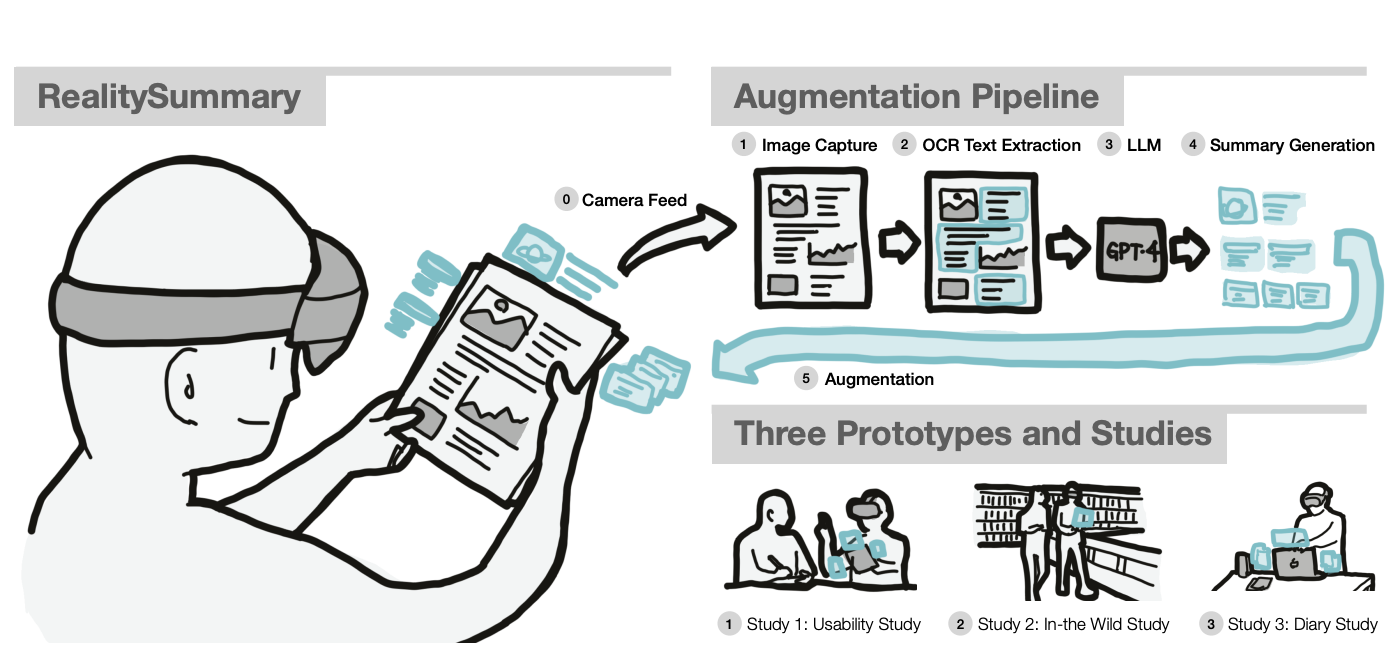 RealitySummary
0 Camera Feed
Augmentation Pipeline
1 Image Capture
2 OCR Text Extraction
3 LLM
4 Summary Generation
GPT-4
5 Augmentation
Three Prototypes and Studies
1 Study 1: Usability Study
2 Study 2: In-the Wild Study
3 Study 3: Diary Study